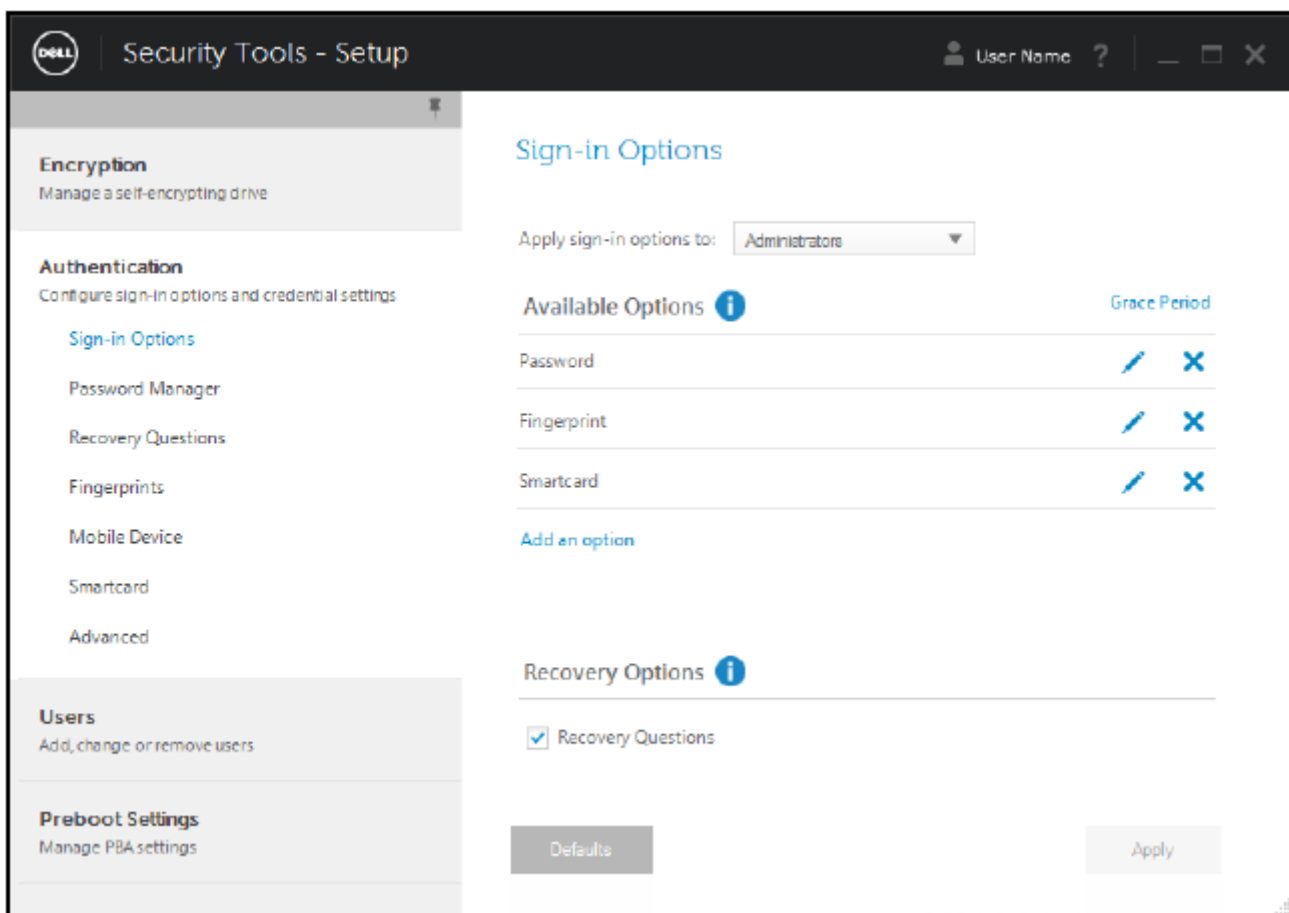 DELL
Security Tools - Setup
User Name ?
Encryption
Manage a self-encrypting drive
Authentication
Configure sign-in options and credential settings
Sign-in Options
Password Manager
Recovery Questions
Fingerprints
Mobile Device
Smartcard
Advanced
Users
Add, change or remove users
Preboot Settings
Manage PBA settings
Sign-in Options
Apply sign-in options to: Administrators
Available Options i
Grace Period
Password
Fingerprint
Smartcard
Add an option
Recovery Options i
Recovery Questions
Defaults
Apply